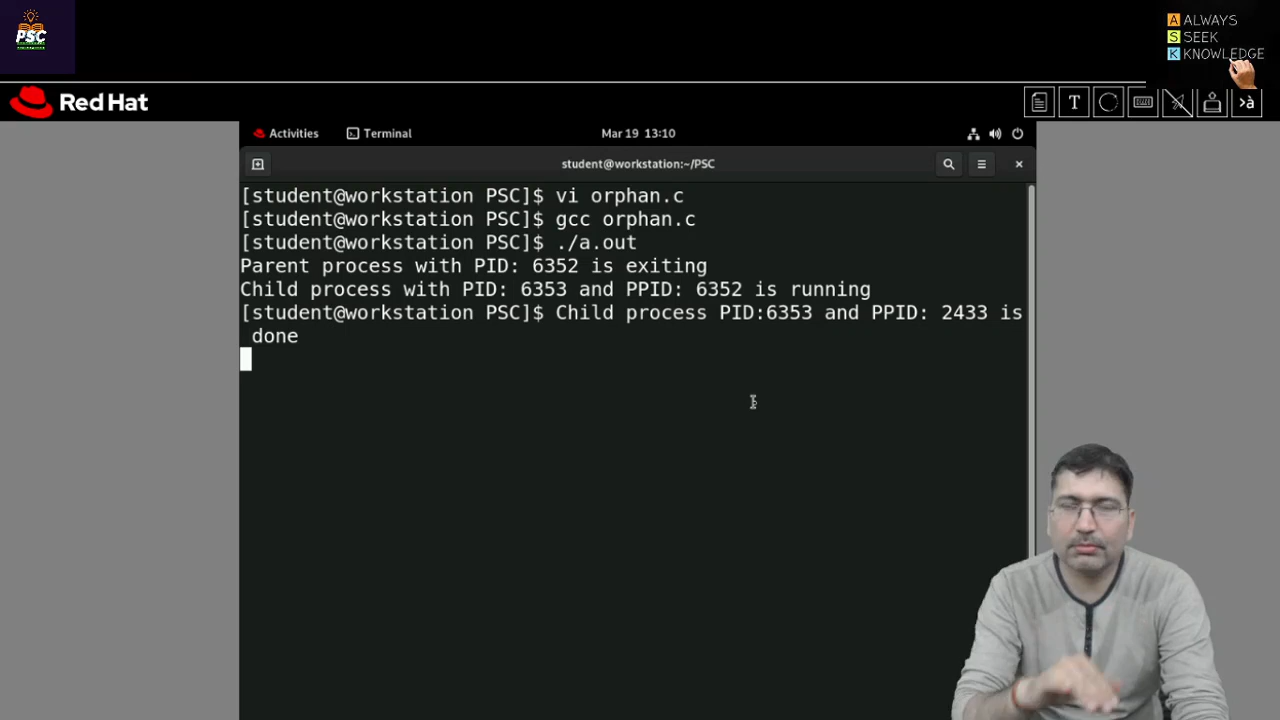 PSC
A ALWAYS
S SEEK
K KNOWLEDGE
Red Hat
T
›à
Activities
Terminal
Mar 19 13:10
student@workstation:~/PSC
[student@workstation PSC]$ vi orphan.c
[student@workstation PSC]$ gcc orphan.c
[student@workstation PSC]$ ./a.out
Parent process with PID: 6352 is exiting
Child process with PID: 6353 and PPID: 6352 is running
[student@workstation PSC]$ Child process PID:6353 and PPID: 2433 is
done